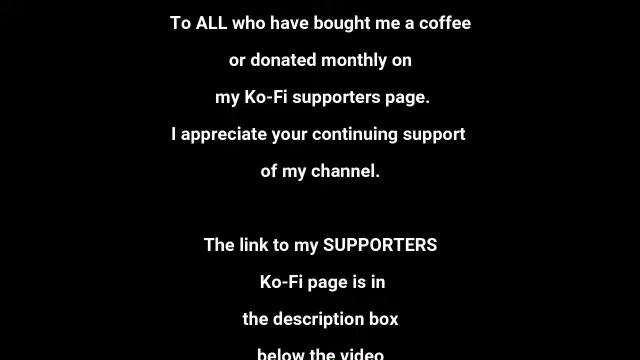 To ALL who have bought me a coffee
or donated monthly on
my Ko-Fi supporters page.
I appreciate your continuing support
of my channel.
The link to my SUPPORTERS
Ko-Fi page is in
the description box
below the video